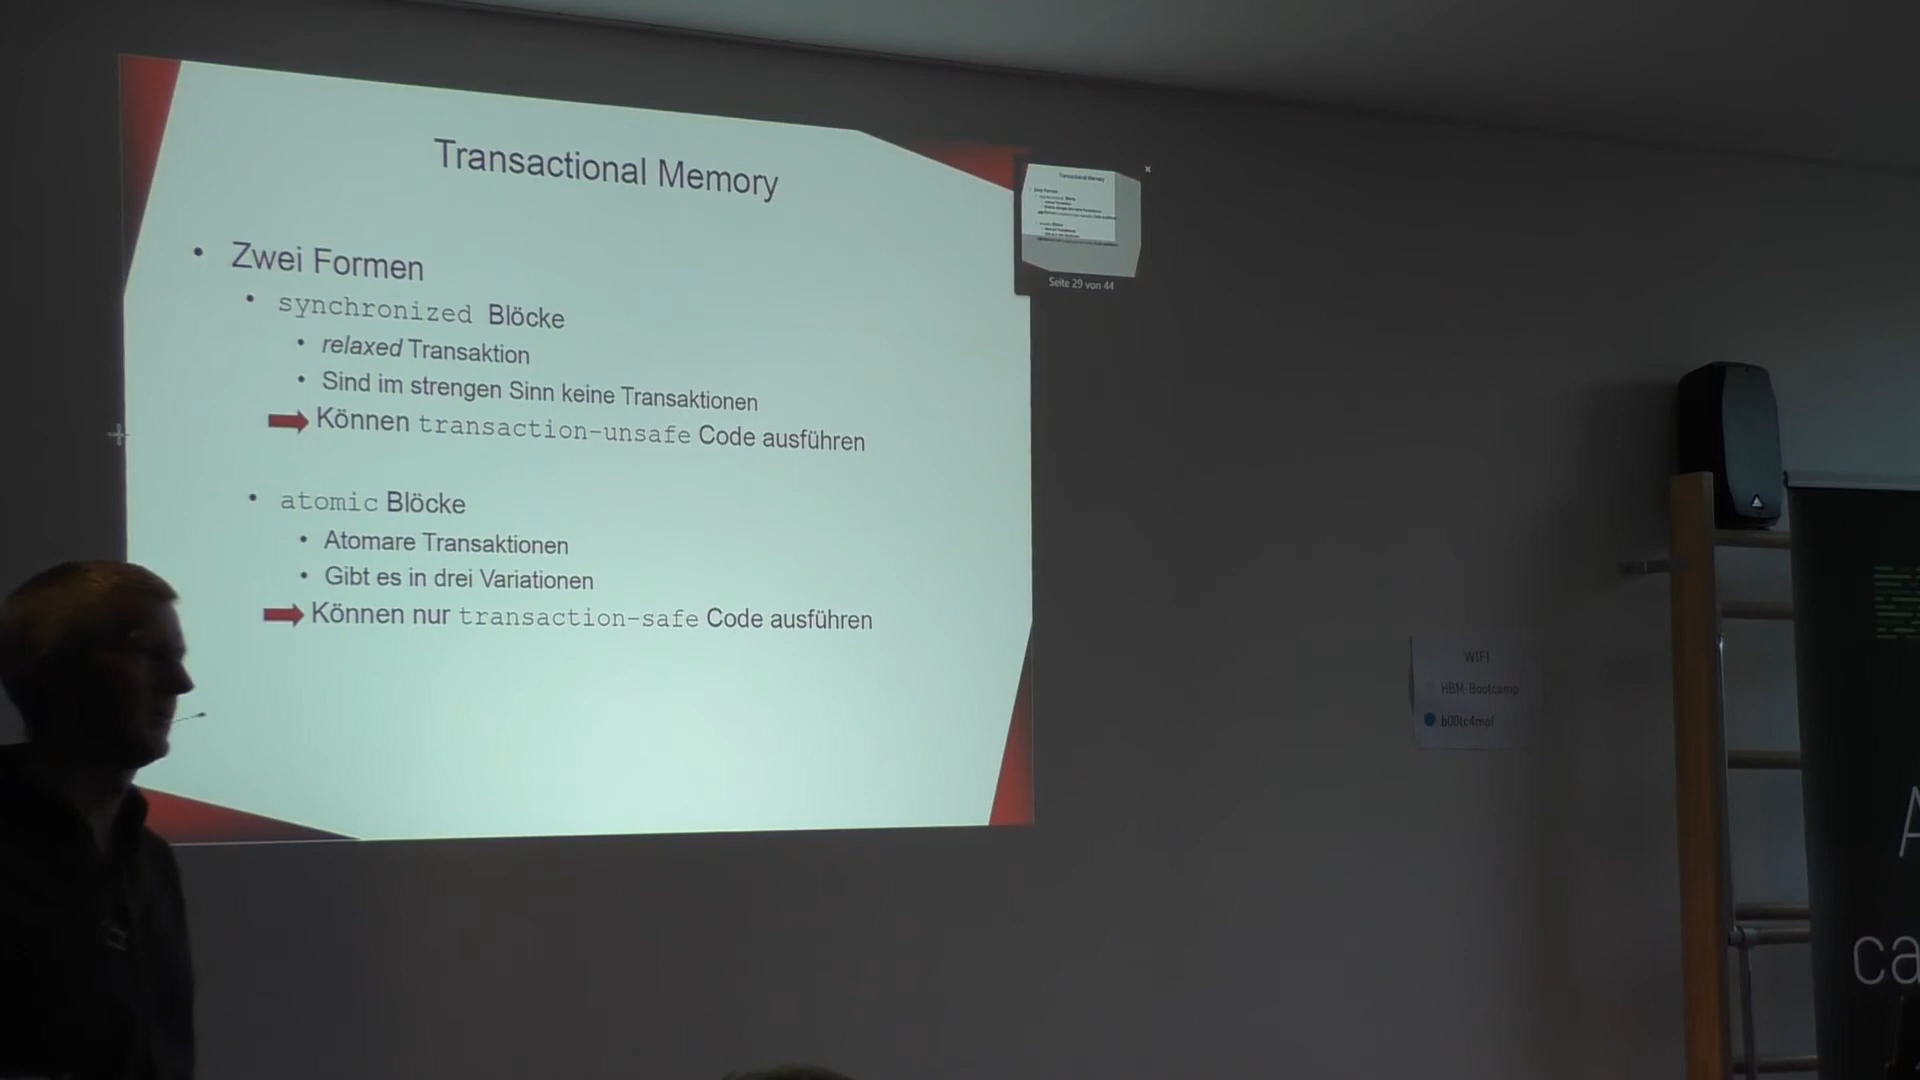 Transactional Memory
• Zwei Formen
• synchronized Blöcke
• relaxed Transaktion
• Sind im strengen Sinn keine Transaktionen
Können transaction-unsafe Code ausführen
• atomic Blöcke
• Atomare Transaktionen
• Gibt es in drei Variationen
Können nur transaction-safe Code ausführen
Seite 29 von 44
WIFI
HBM-Bootcamp
b00tc4mp!
A
ca